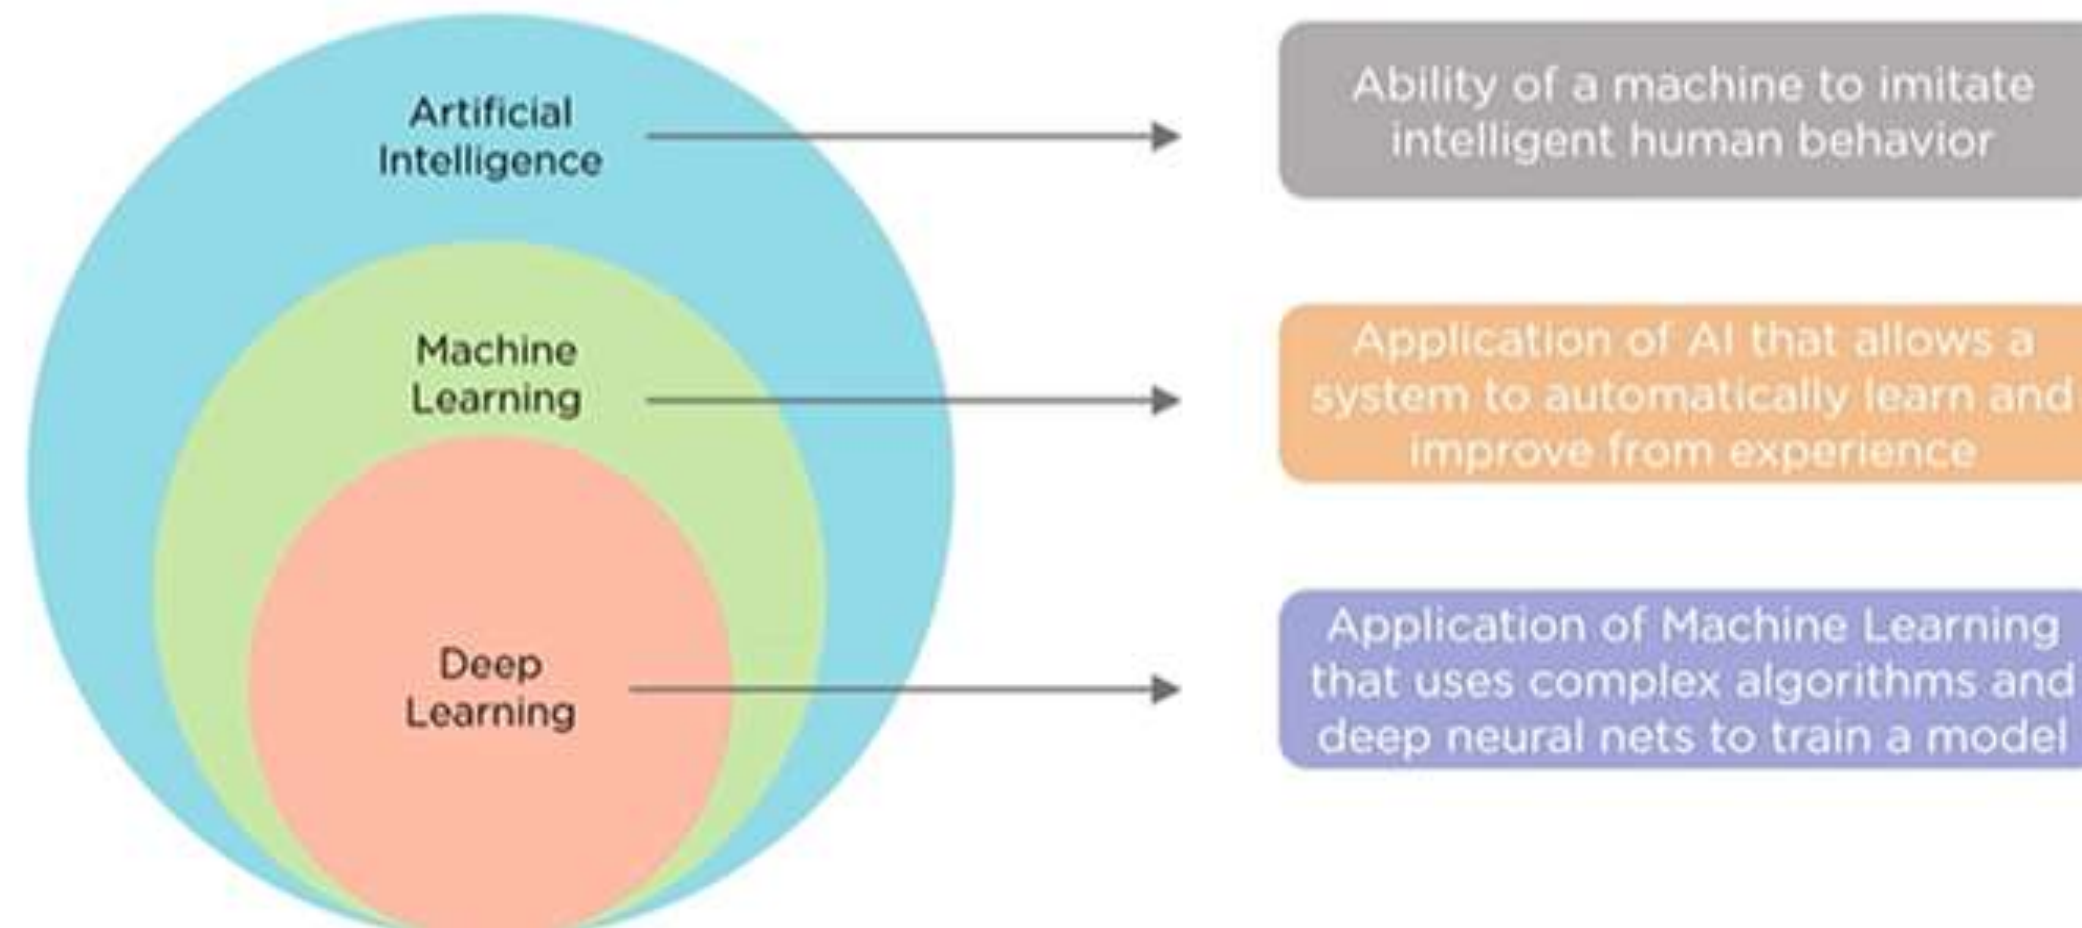 Artificial
Intelligence
Ability of a machine to imitate
intelligent human behavior
Machine
Learning
Application of AI that allows a
system to automatically learn and
improve from experience
Deep
Learning
Application of Machine Learning
that uses complex algorithms and
deep neural nets to train a model